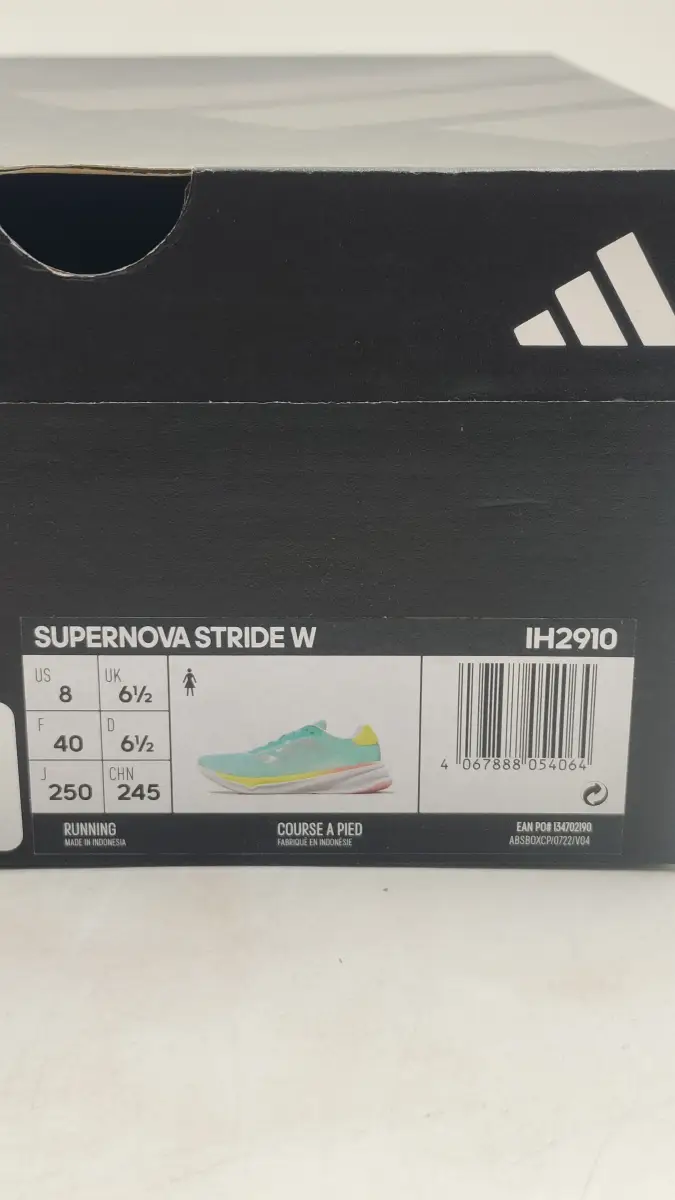 SUPERNOVA STRIDE W IH2910
US 8 UK 6½
F 40 D 6½
J 250 CHN 245
4 067888 054064
RUNNING COURSE A PIED EAN PO# 134702190
MADE IN INDONESIA FABRIQUÉ EN INDONÉSIE ABSBOXCP/0722/V04